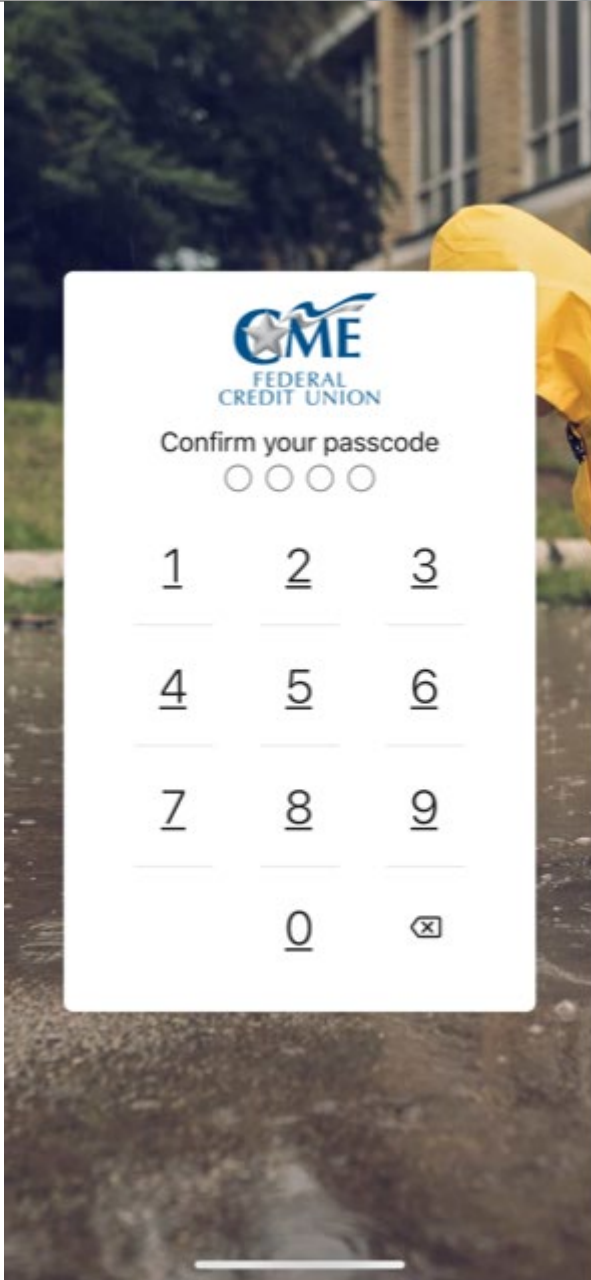 CME
FEDERAL
CREDIT UNION
Confirm your passcode
1 2 3
4 5 6
7 8 9
0